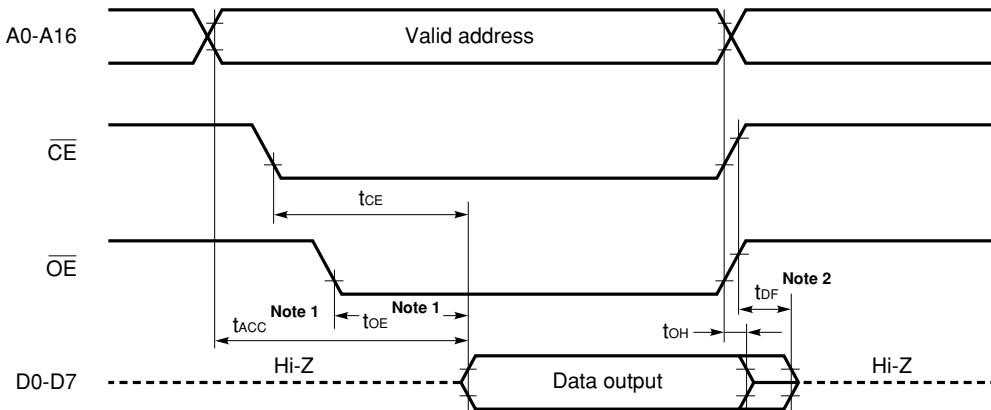 A0-A16
Valid address
CE
tCE
OE
Note 1
Note 1
Note 2
tACC
tOE
tDF
tOH
Hi-Z
Hi-Z
D0-D7
Data output